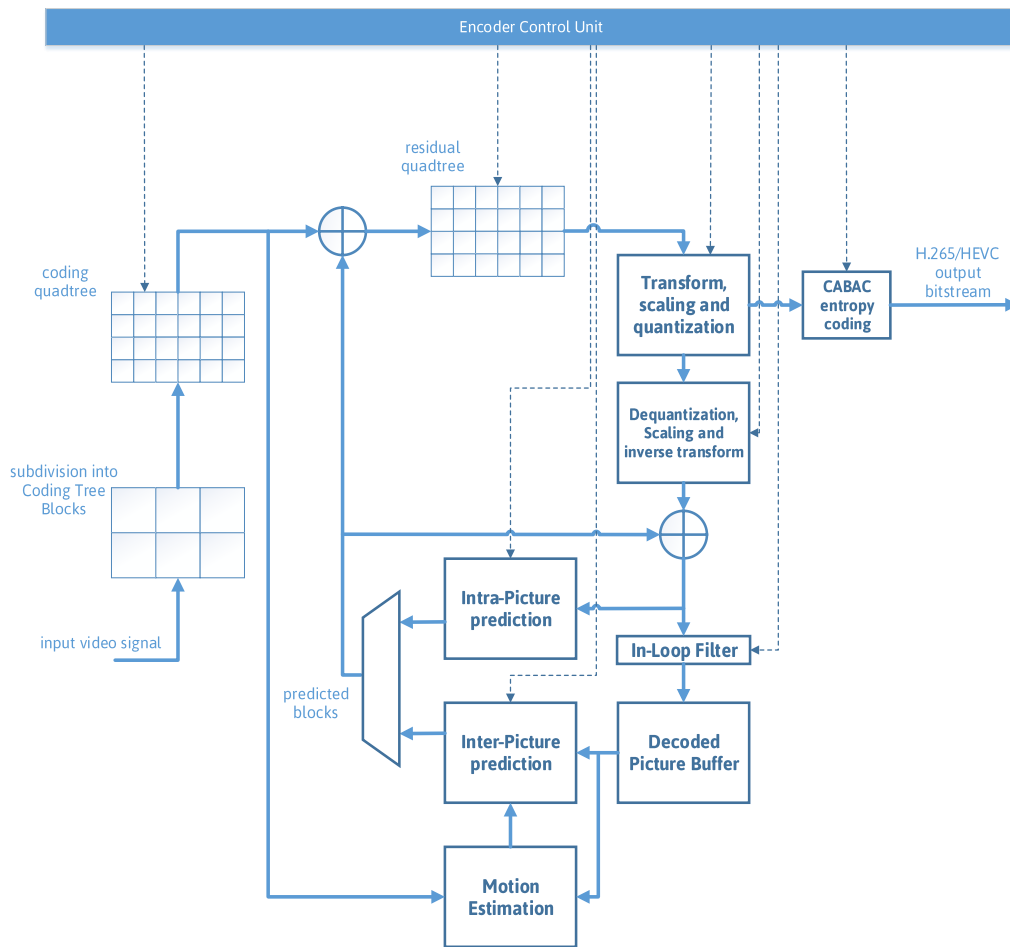 Encoder Control Unit
residual
quadtree
coding
quadtree
Transform,
scaling and
quantization
CABAC
entropy
coding
H.265/HEVC
output
bitstream
Dequantization,
Scaling and
inverse transform
subdivision into
Coding Tree
Blocks
Intra-Picture
prediction
input video signal
In-Loop Filter
predicted
blocks
Inter-Picture
prediction
Decoded
Picture Buffer
Motion
Estimation